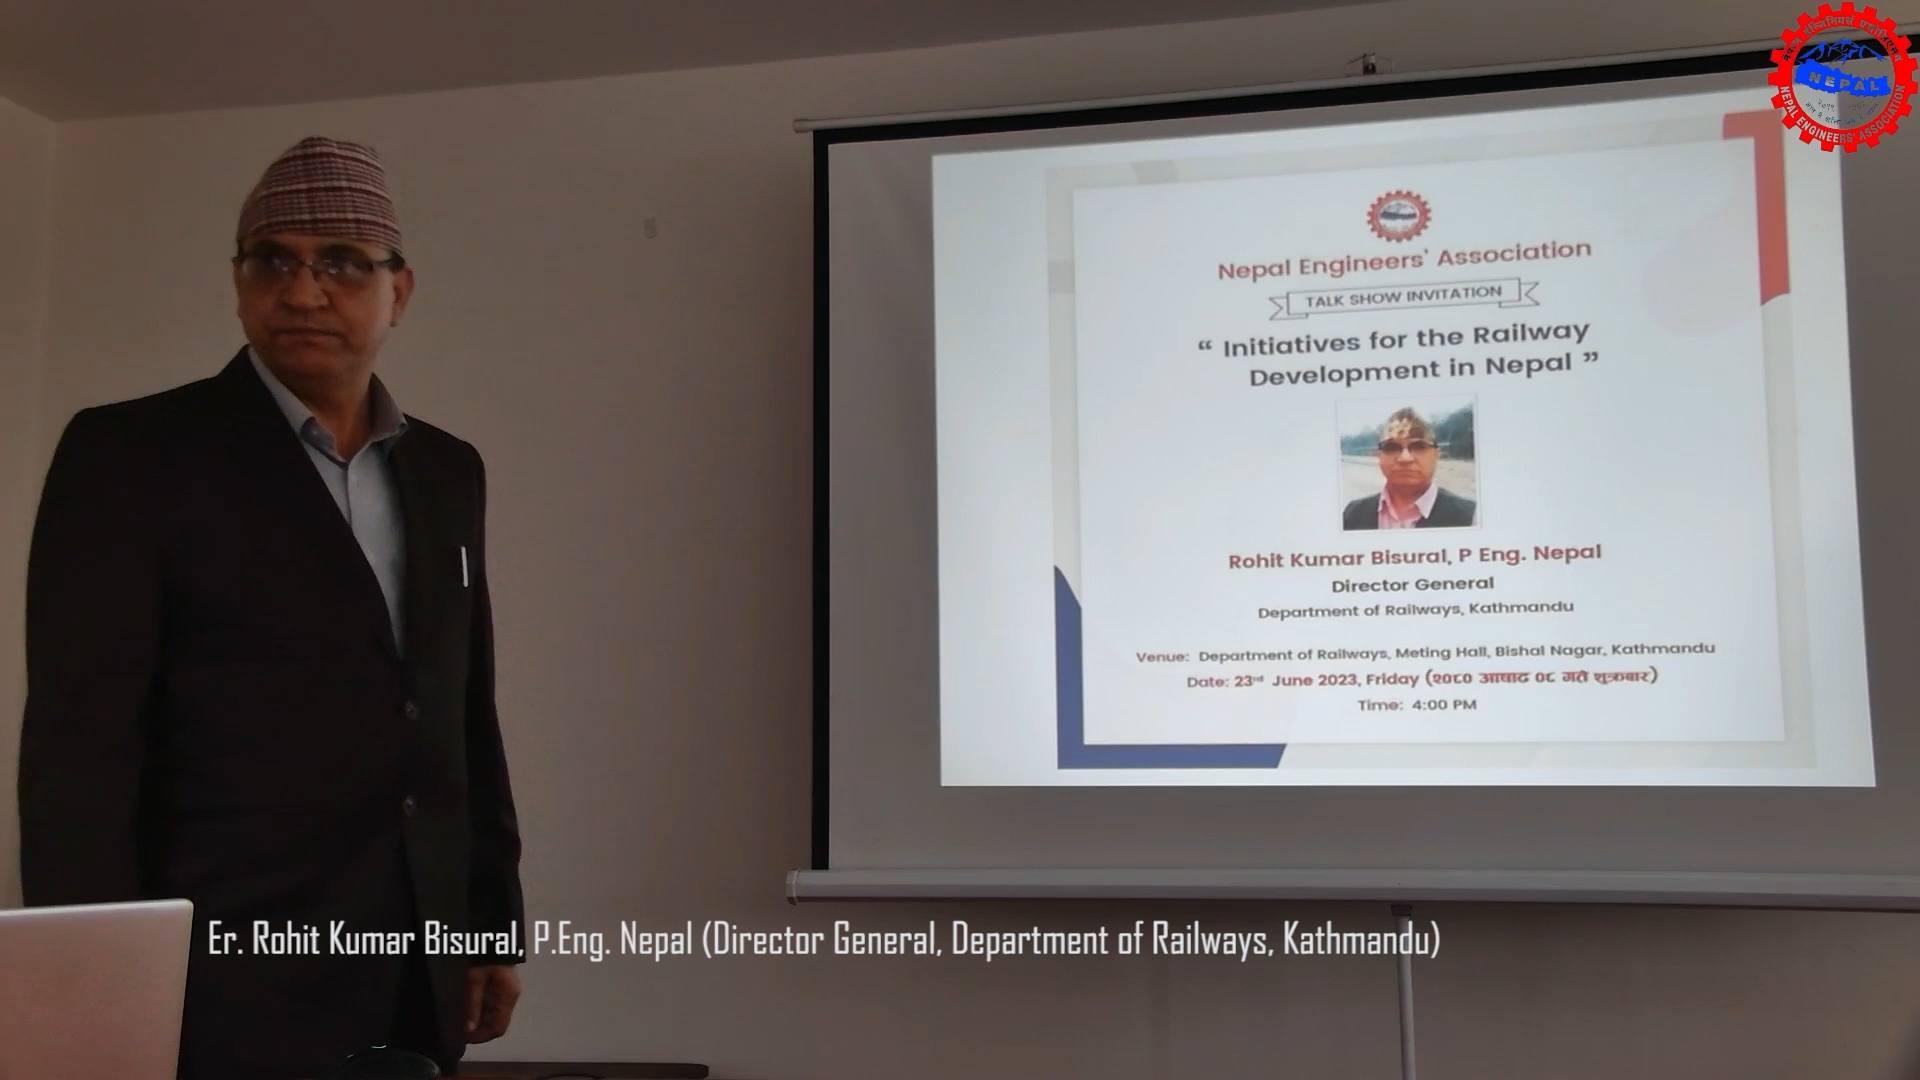 NEPAL
NEPAL ENGINEERS' ASSOCIATION
Nepal Engineers' Association
TALK SHOW INVITATION
“ Initiatives for the Railway
Development in Nepal ”
Rohit Kumar Bisural, P Eng. Nepal
Director General
Department of Railways, Kathmandu
Venue: Department of Railways, Meting Hall, Bishal Nagar, Kathmandu
Date: 23rd June 2023, Friday (२०८० आषाढ ०८ गते शुक्रबार)
Time: 4:00 PM
Er. Rohit Kumar Bisural, P.Eng. Nepal (Director General, Department of Railways, Kathmandu)